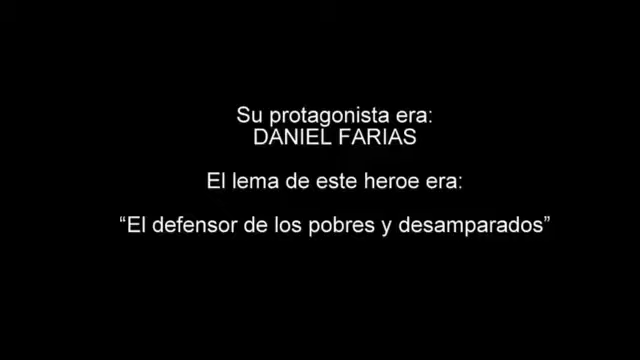 Su protagonista era:
DANIEL FARIAS
El lema de este heroe era:
“El defensor de los pobres y desamparados”